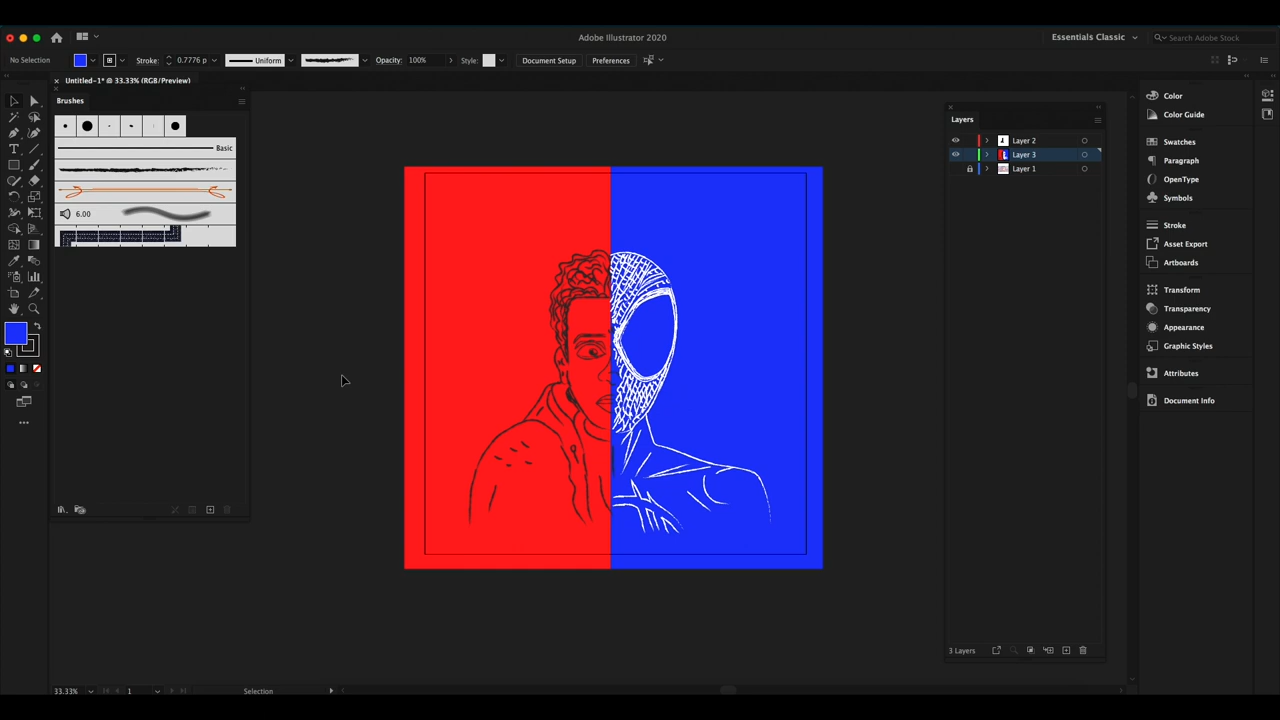 Adobe Illustrator 2020
Essentials Classic
Search Adobe Stock
No Selection
Stroke:
0.7776 p
Uniform
Opacity:
100%
Style:
Document Setup
Preferences
Untitled-1* @ 33.33% (RGB/Preview)
Brushes
Basic
6.00
Layers
Layer 2
Layer 3
Layer 1
3 Layers
Color
Color Guide
Swatches
Paragraph
OpenType
Symbols
Stroke
Asset Export
Artboards
Transform
Transparency
Appearance
Graphic Styles
Attributes
Document Info
33.33%
1
Selection